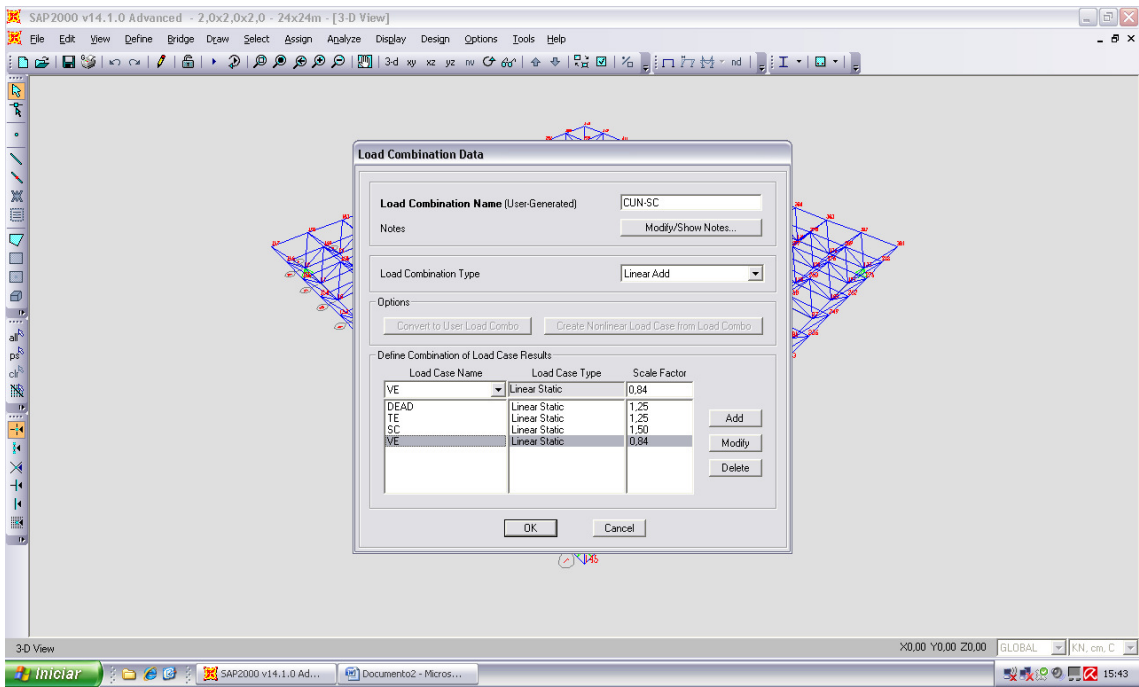 SAP2000 v14.1.0 Advanced - 2,0x2,0x2,0 - 24x24m - [3-D View]
File Edit View Define Bridge Draw Select Assign Analyze Display Design Options Tools Help
3-d xy xz yz nv nd
Load Combination Data
Load Combination Name (User-Generated) CUN-SC
Notes Modify/Show Notes...
Load Combination Type Linear Add
Options
Convert to User Load Combo Create Nonlinear Load Case from Load Combo
Define Combination of Load Case Results
Load Case Name Load Case Type Scale Factor
VE Linear Static 0,84
DEAD Linear Static 1,25
TE Linear Static 1,25
SC Linear Static 1,50
VE Linear Static 0,84
Add
Modify
Delete
OK Cancel
all
ps
clr
3-D View X0,00 Y0,00 Z0,00 GLOBAL KN, cm, C
Iniciar SAP2000 v14.1.0 Ad... Documento2 - Micros... 15:43